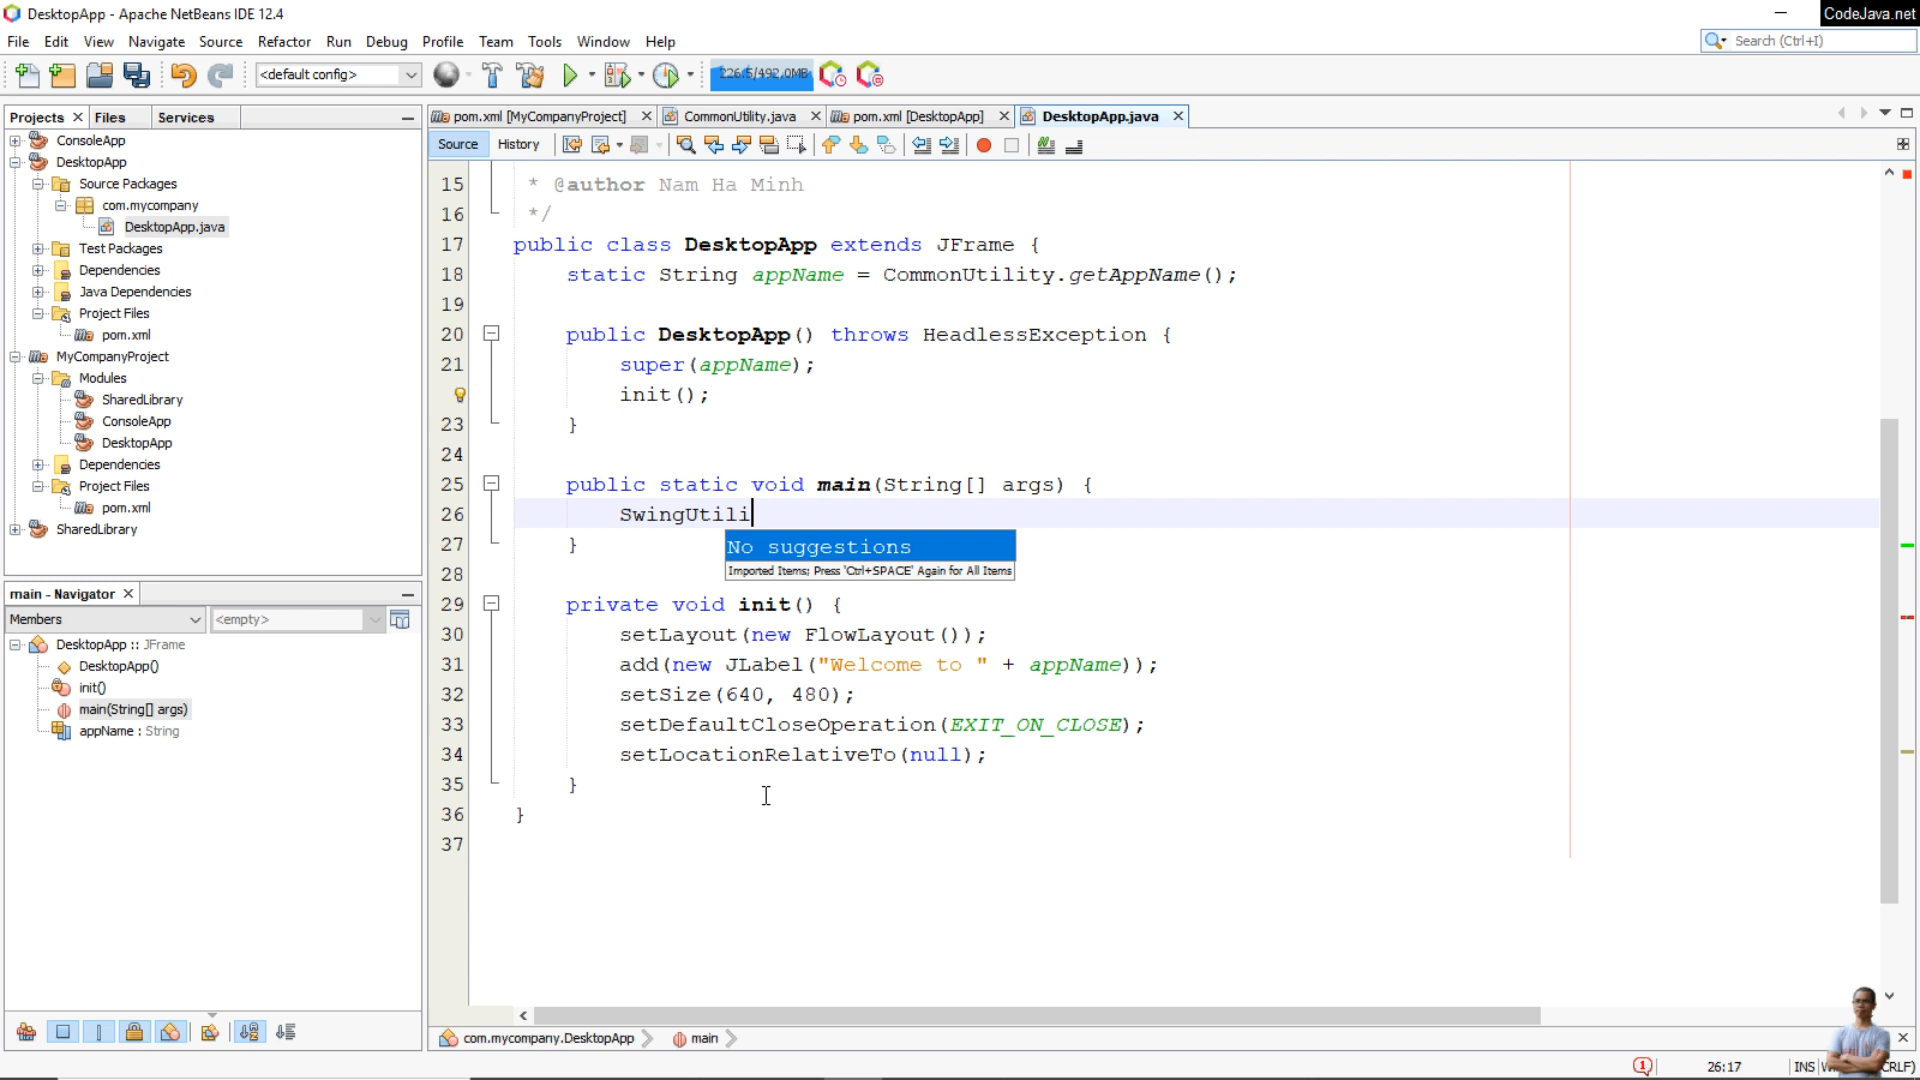 DesktopApp - Apache NetBeans IDE 12.4
CodeJava.net
File Edit View Navigate Source Refactor Run Debug Profile Team Tools Window Help
Search (Ctrl+I)
<default config>
226.5/492.0MB
Projects Files Services
pom.xml [MyCompanyProject] CommonUtility.java pom.xml [DesktopApp] DesktopApp.java
Source History
ConsoleApp
DesktopApp
Source Packages
com.mycompany
DesktopApp.java
Test Packages
Dependencies
Java Dependencies
Project Files
pom.xml
MyCompanyProject
Modules
SharedLibrary
ConsoleApp
DesktopApp
Dependencies
Project Files
pom.xml
SharedLibrary
main - Navigator
Members
<empty>
DesktopApp :: JFrame
DesktopApp()
init()
main(String[] args)
appName : String
15 * @author Nam Ha Minh
16 */
17 public class DesktopApp extends JFrame {
18 static String appName = CommonUtility.getAppName();
19
20 public DesktopApp() throws HeadlessException {
21 super(appName);
init();
23 }
24
25 public static void main(String[] args) {
26 SwingUtili
No suggestions
Imported Items; Press 'Ctrl+SPACE' Again for All Items
27 }
28
29 private void init() {
30 setLayout(new FlowLayout());
31 add(new JLabel("Welcome to " + appName));
32 setSize(640, 480);
33 setDefaultCloseOperation(EXIT_ON_CLOSE);
34 setLocationRelativeTo(null);
35 }
36 }
37
com.mycompany.DesktopApp main
1 26:17 INS CRLF)